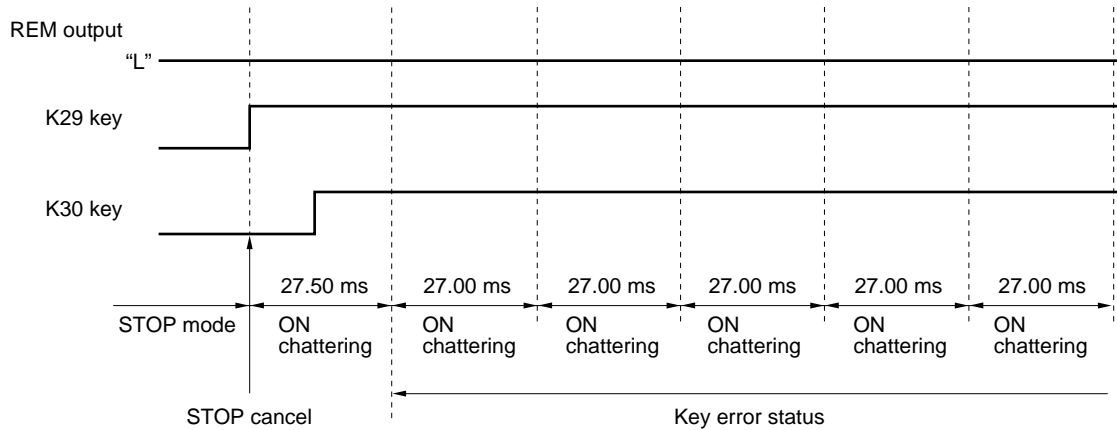 REM output
“L”
K29 key
K30 key
27.50 ms 27.00 ms 27.00 ms 27.00 ms 27.00 ms 27.00 ms
STOP mode ON chattering ON chattering ON chattering ON chattering ON chattering ON chattering
STOP cancel Key error status